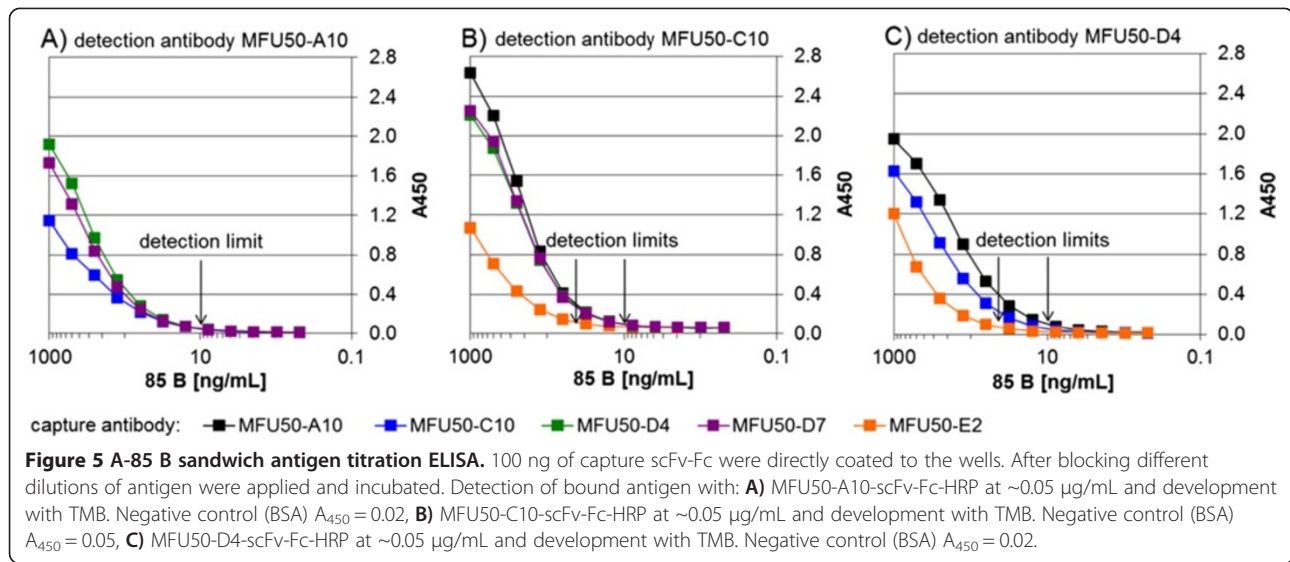 A) detection antibody MFU50-A10
2.8
2.4
2.0
1.6
1.2
0.8
0.4
0.0
A450
detection limit
1000
10
0.1
85 B [ng/mL]
B) detection antibody MFU50-C10
2.8
2.4
2.0
1.6
1.2
0.8
0.4
0.0
A450
detection limits
1000
10
0.1
85 B [ng/mL]
C) detection antibody MFU50-D4
2.8
2.4
2.0
1.6
1.2
0.8
0.4
0.0
A450
detection limits
1000
10
0.1
85 B [ng/mL]
capture antibody: MFU50-A10 MFU50-C10 MFU50-D4 MFU50-D7 MFU50-E2
Figure 5 A-85 B sandwich antigen titration ELISA. 100 ng of capture scFv-Fc were directly coated to the wells. After blocking different
dilutions of antigen were applied and incubated. Detection of bound antigen with: A) MFU50-A10-scFv-Fc-HRP at ~0.05 μg/mL and development
with TMB. Negative control (BSA) A450 = 0.02, B) MFU50-C10-scFv-Fc-HRP at ~0.05 μg/mL and development with TMB. Negative control (BSA)
A450 = 0.05, C) MFU50-D4-scFv-Fc-HRP at ~0.05 μg/mL and development with TMB. Negative control (BSA) A450 = 0.02.